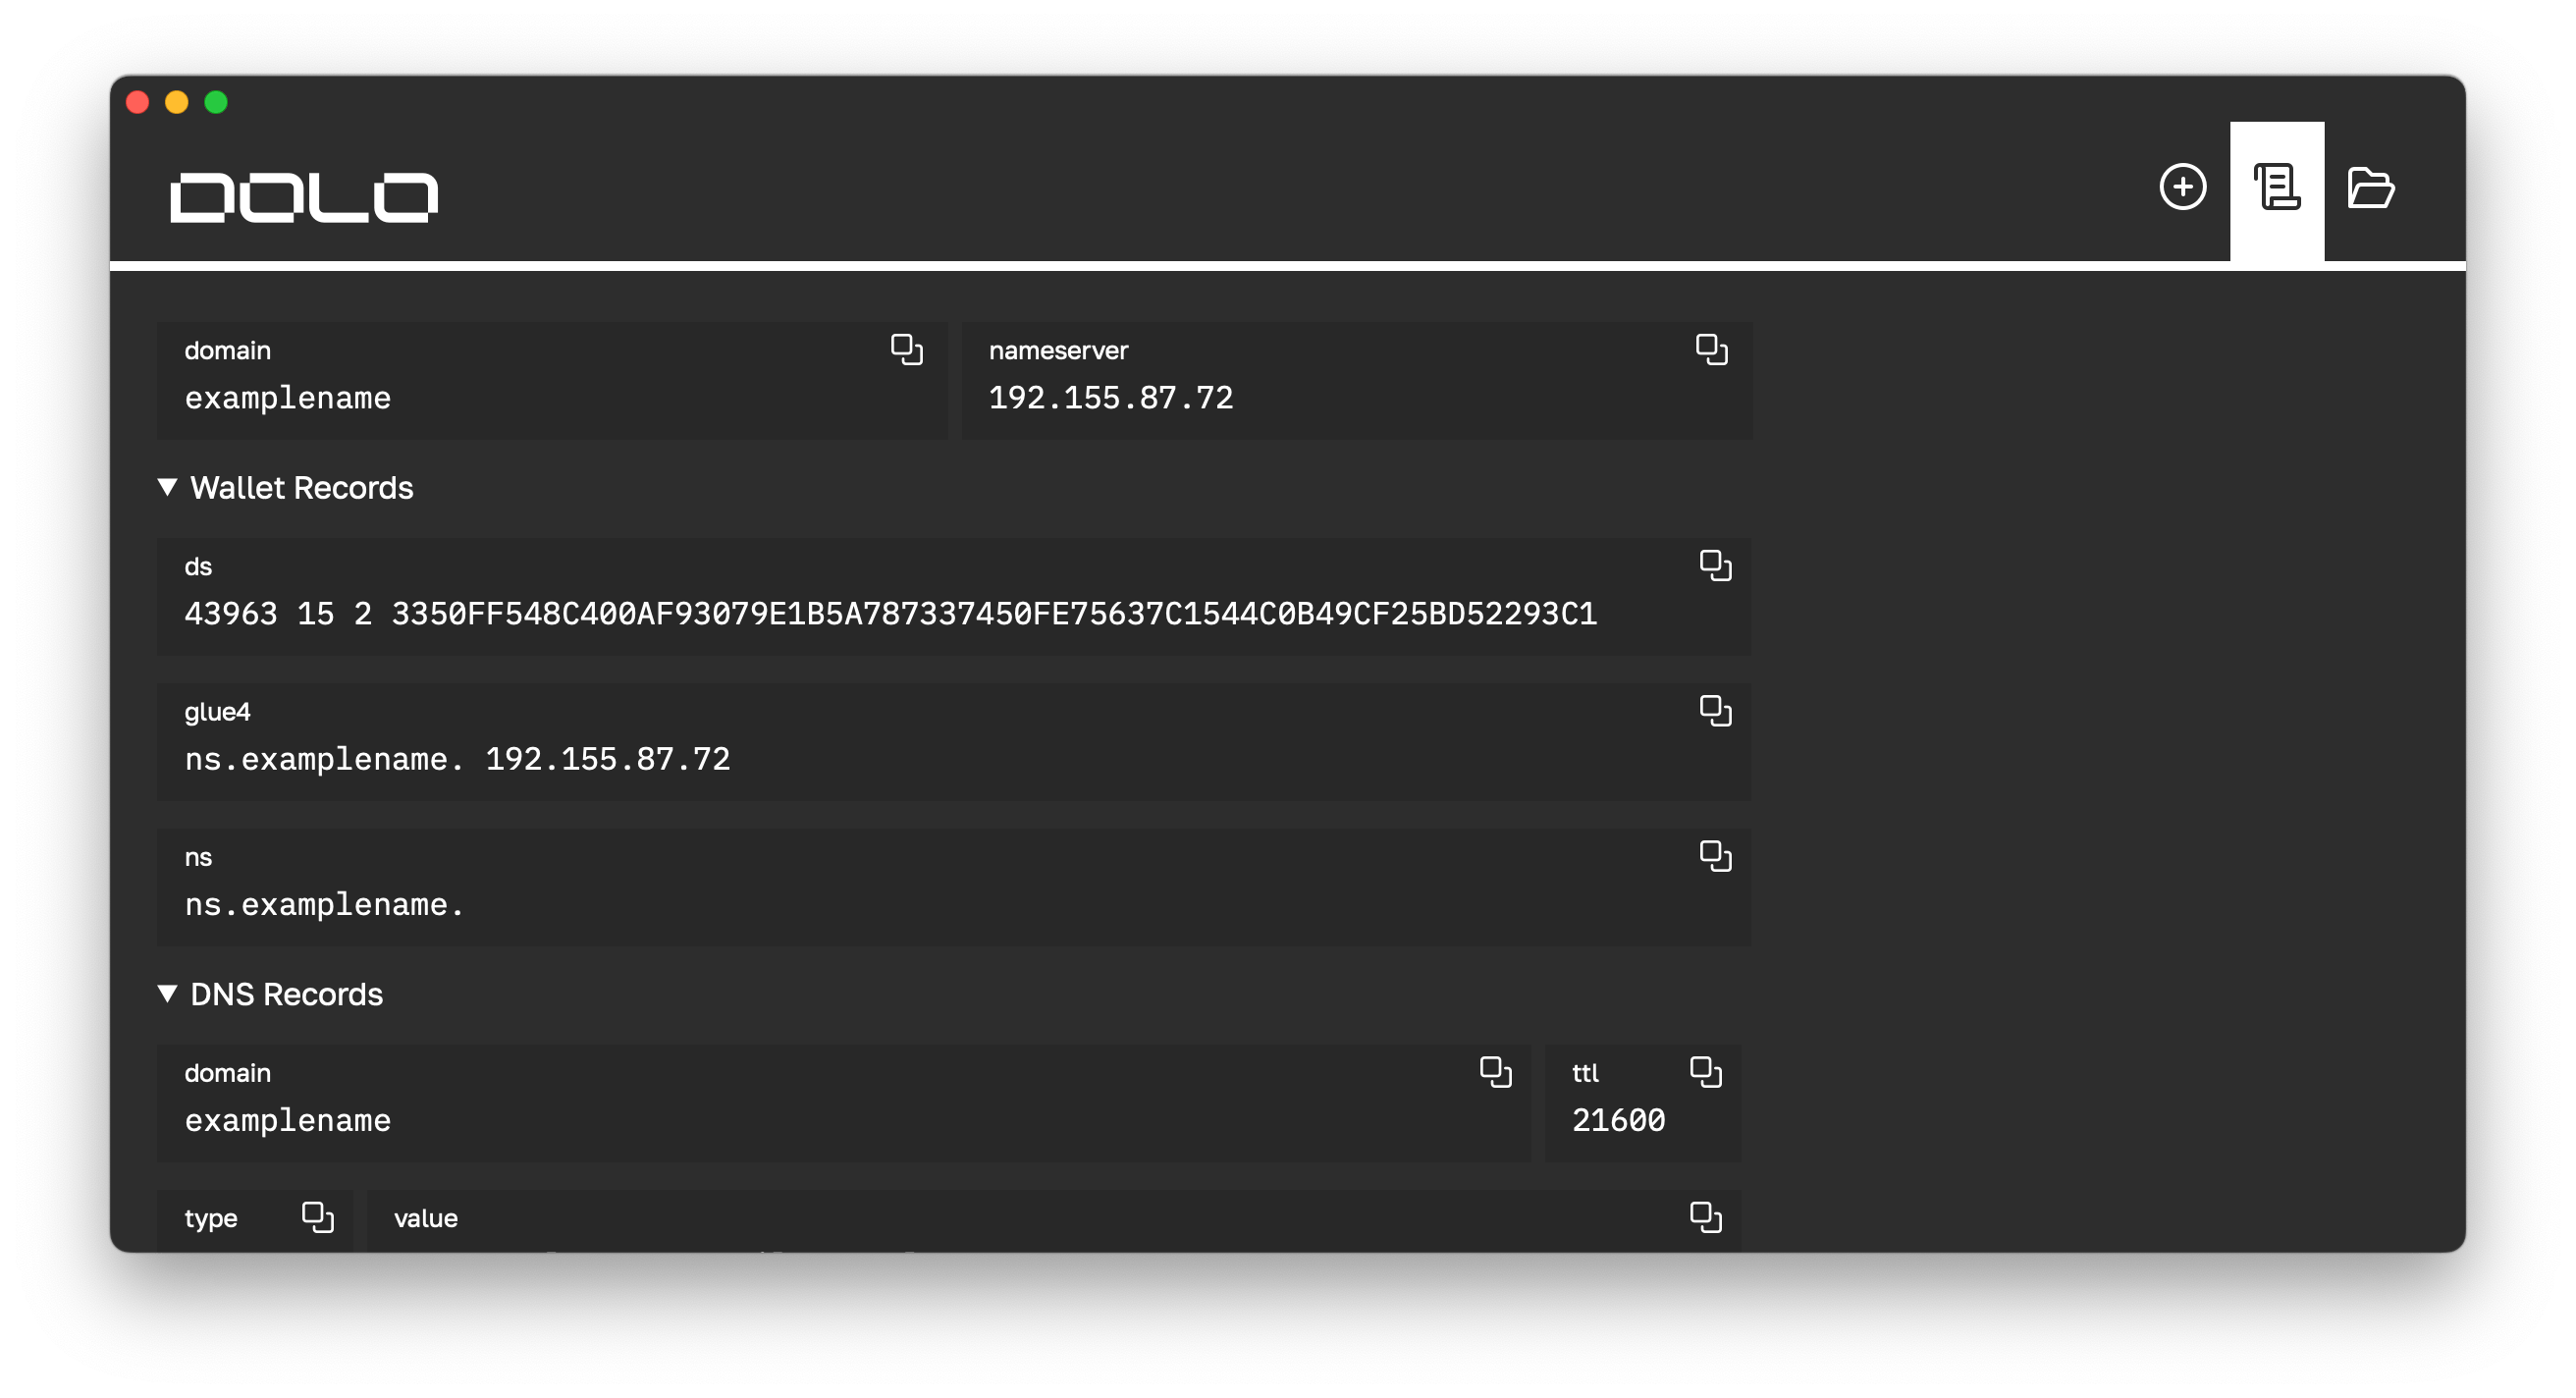 DOLO
domain
examplename
nameserver
192.155.87.72
Wallet Records
ds
43963 15 2 3350FF548C400AF93079E1B5A787337450FE75637C1544C0B49CF25BD52293C1
glue4
ns.examplename. 192.155.87.72
ns
ns.examplename.
DNS Records
domain
examplename
ttl
21600
type
value